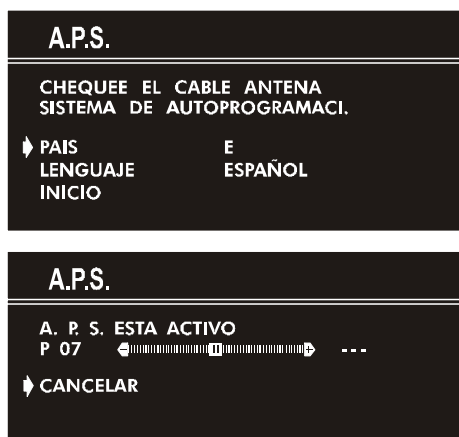 A.P.S.
CHEQUEE EL CABLE ANTENA
SISTEMA DE AUTOPROGRAMACI.
PAIS E
LENGUAJE ESPAÑOL
INICIO
A.P.S.
A. P. S. ESTA ACTIVO
P 07 - + ---
CANCELAR